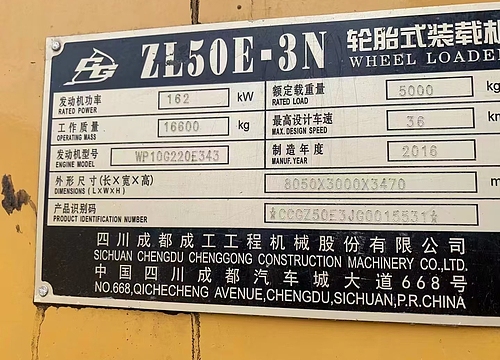 CG ZL50E-3N 轮胎式装载机
WHEEL LOADER
发动机功率 162 kW 额定载重量 5000 kg
RATED POWER RATED LOAD
工作质量 16600 kg 最高设计车速 36 km
OPERATING MASS MAX. DESIGN SPEED
发动机型号 WP10G220E343 制造年度 2016
ENGINE MODEL MANUF. YEAR
外形尺寸(长×宽×高) 8050X3000X3470 m
DIMENSIONS (L×W×H)
产品识别码 *CCGZ50E3JG0015531*
PRODUCT IDENTIFICATION NUMBER
四川成都成工工程机械股份有限公司
SICHUAN CHENGDU CHENGGONG CONSTRUCTION MACHINERY CO.,LTD.
中国四川成都汽车城大道668号
NO.668,QICHECHENG AVENUE,CHENGDU,SICHUAN,P.R.CHINA